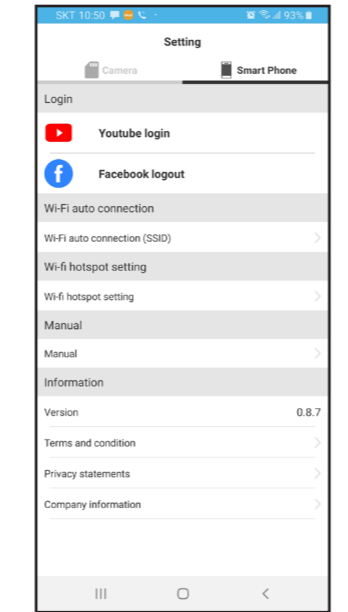 SKT 10:50
93%
Setting
Camera
Smart Phone
Login
Youtube login
Facebook logout
Wi-Fi auto connection
Wi-Fi auto connection (SSID)
Wi-fi hotspot setting
Wi-fi hotspot setting
Manual
Manual
Information
Version 0.8.7
Terms and condition
Privacy statements
Company information